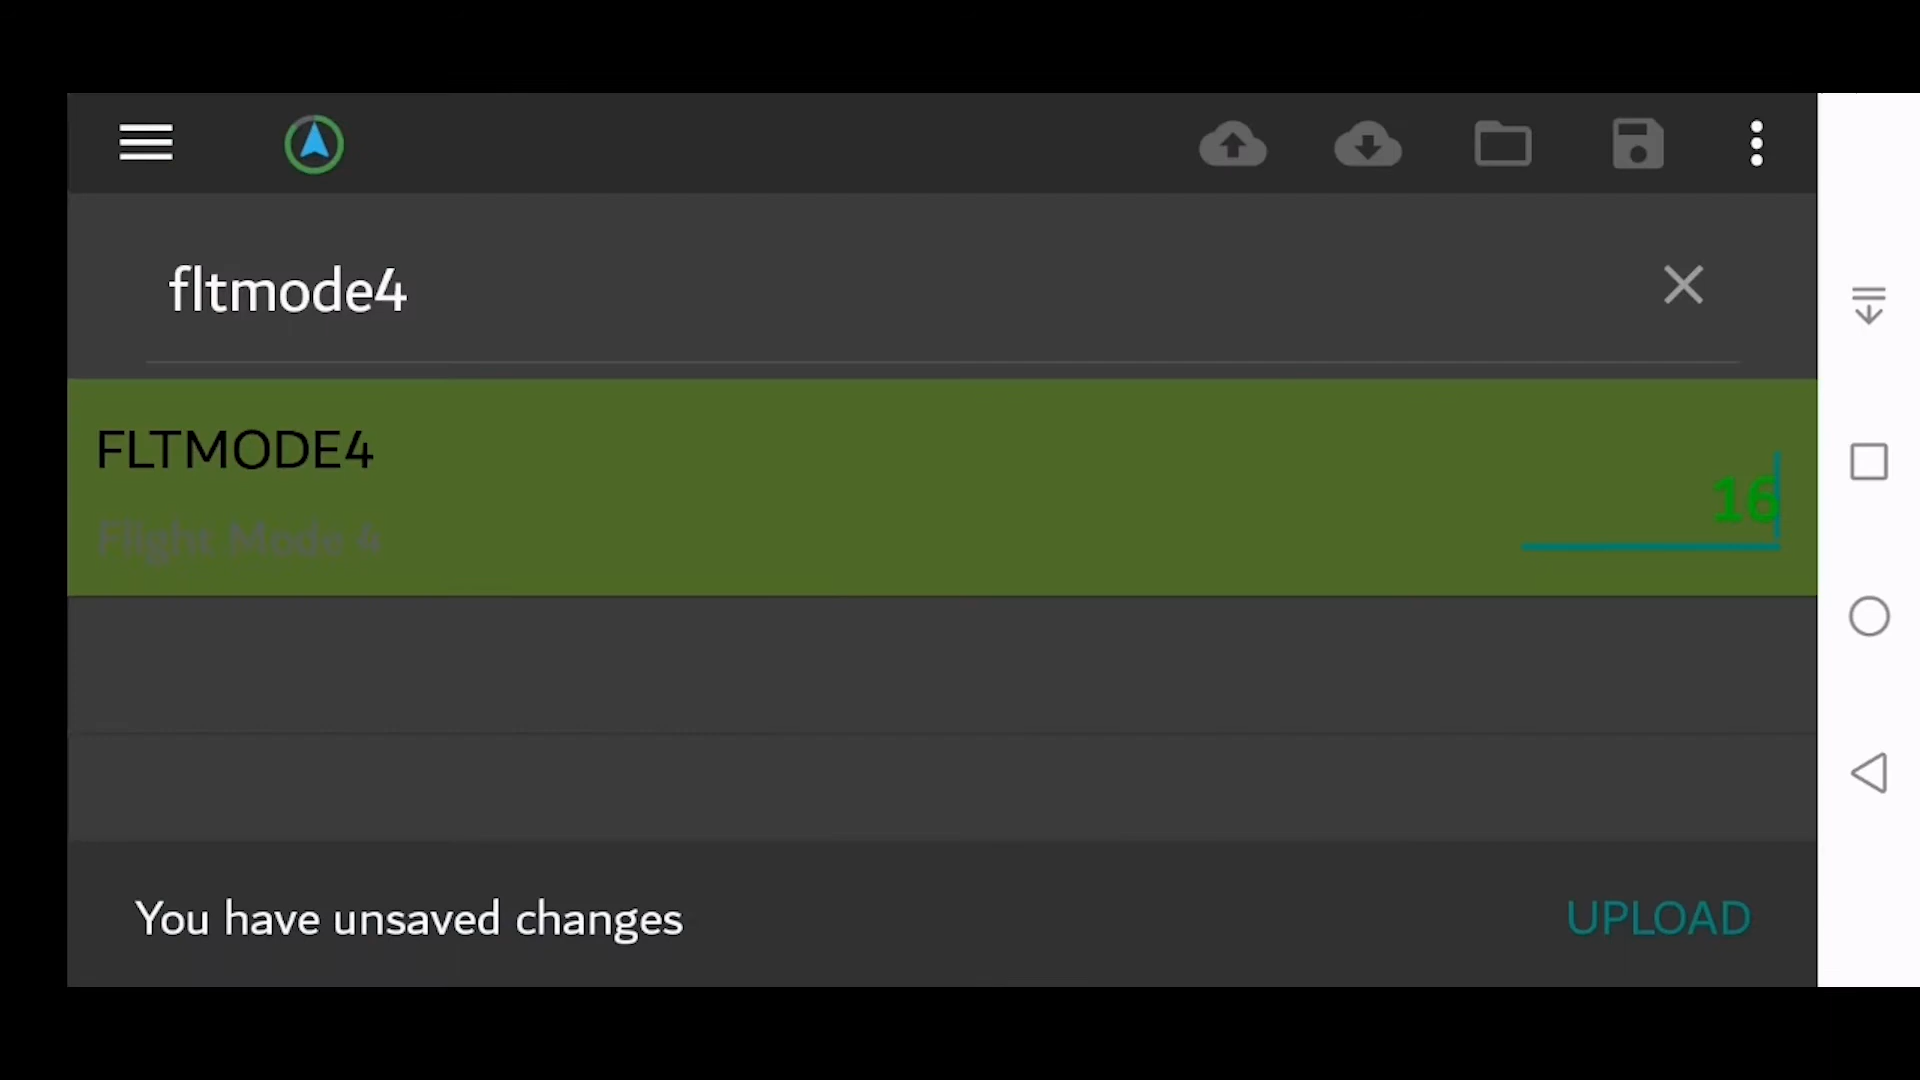 fltmode4
FLTMODE4
16
Flight Mode 4
You have unsaved changes
UPLOAD